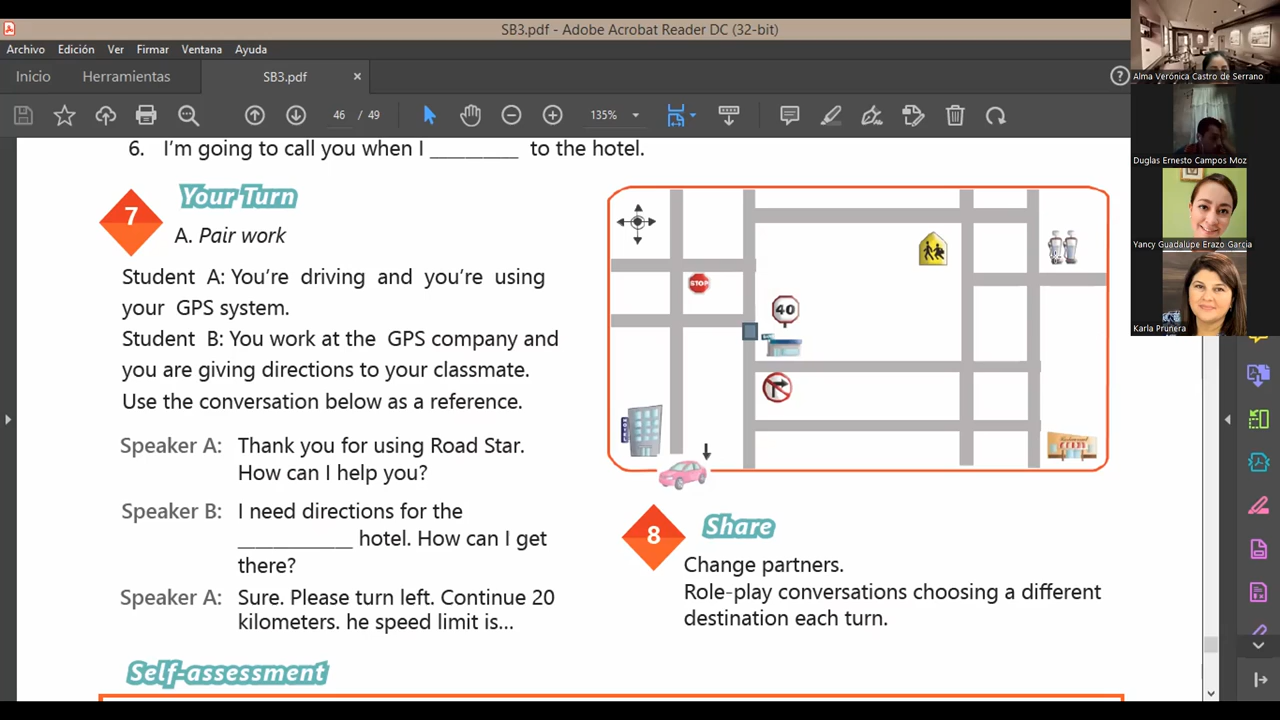 SB3.pdf - Adobe Acrobat Reader DC (32-bit)
Archivo Edición Ver Firmar Ventana Ayuda
Inicio Herramientas SB3.pdf ×
46 / 49 135%
6. I'm going to call you when I __________ to the hotel.
7 Your Turn
A. Pair work
Student A: You're driving and you're using
your GPS system.
Student B: You work at the GPS company and
you are giving directions to your classmate.
Use the conversation below as a reference.
Speaker A: Thank you for using Road Star.
How can I help you?
Speaker B: I need directions for the
_____________ hotel. How can I get
there?
Speaker A: Sure. Please turn left. Continue 20
kilometers. he speed limit is...
STOP
40
HOTEL
8 Share
Change partners.
Role-play conversations choosing a different
destination each turn.
Self-assessment
Alma Verónica Castro de Serrano
Duglas Ernesto Campos Moz
Yancy Guadalupe Erazo Garcia
Karla Prunera